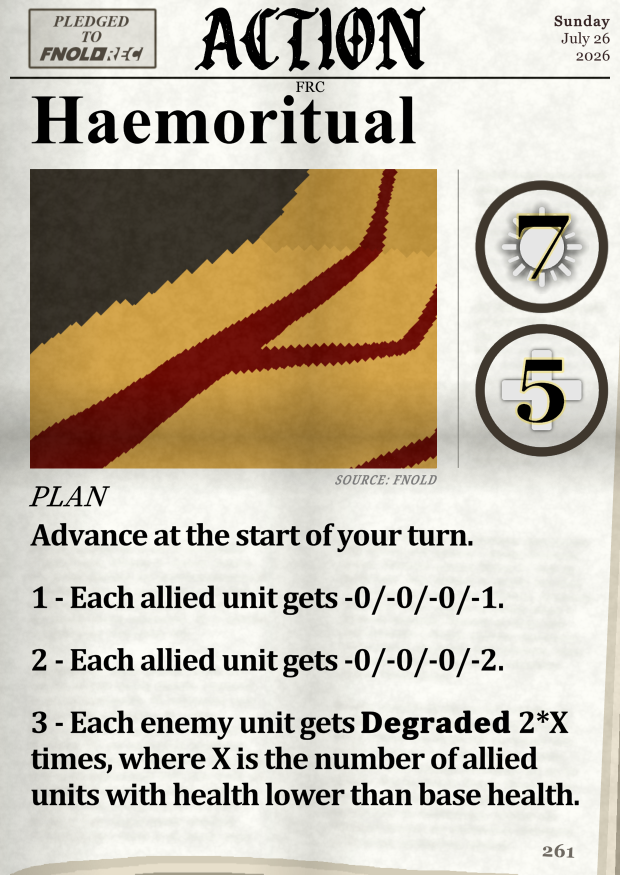 PLEDGED
TO
FNOLD REC
ACTION
Sunday
July 26
2026
FRC
Haemoritual
7
5
SOURCE: FNOLD
PLAN
Advance at the start of your turn.
1 - Each allied unit gets -0/-0/-0/-1.
2 - Each allied unit gets -0/-0/-0/-2.
3 - Each enemy unit gets Degraded 2*X
times, where X is the number of allied
units with health lower than base health.
261